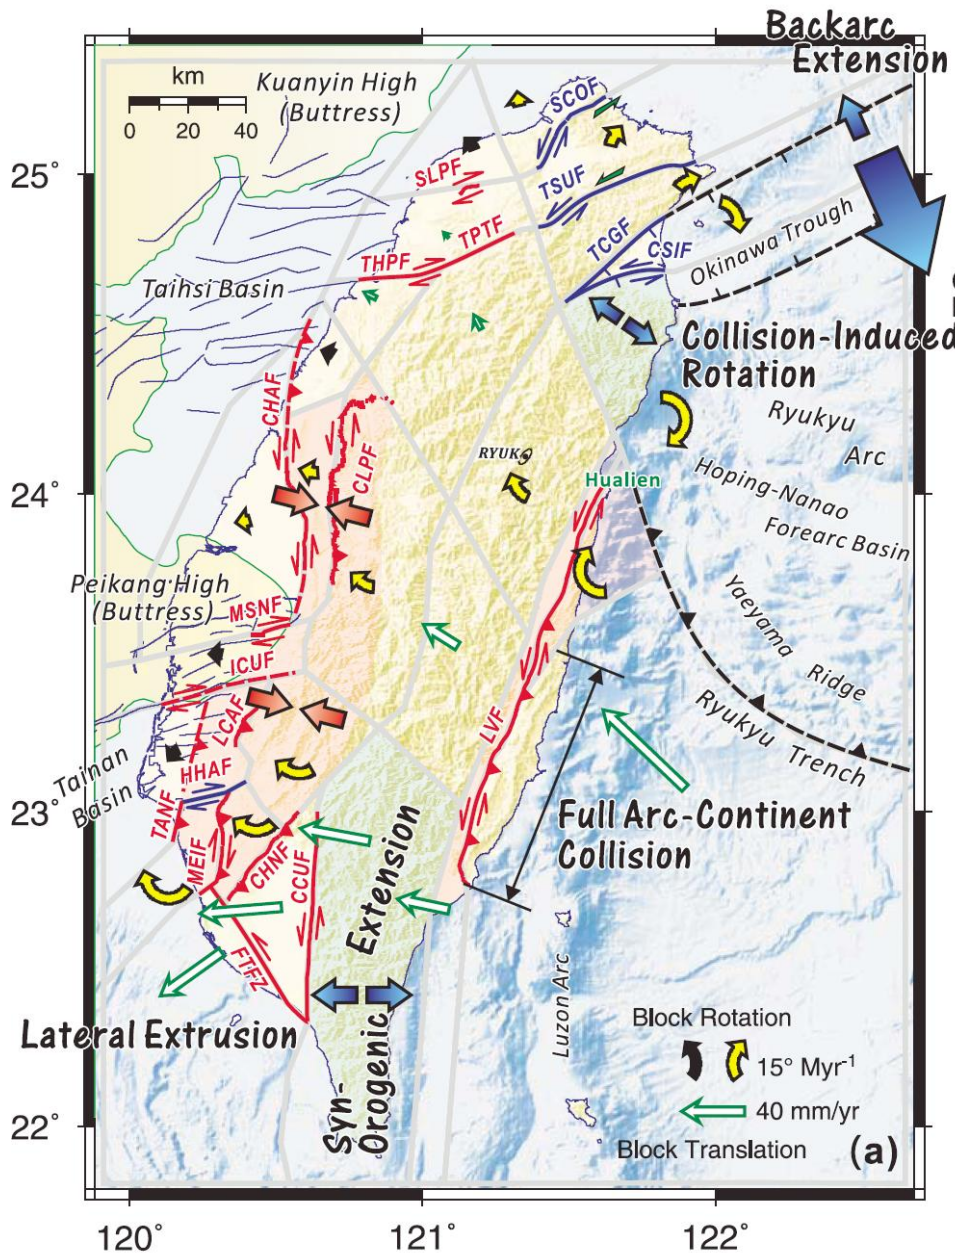 Backarc
Extension
km
0 20 40
Kuanyin High
(Buttress)
SCOF
25°
SLPF
TSUF
TPTF
THPF
TCGF
CSIF
Okinawa Trough
Taihsi Basin
Collision-Induced
Rotation
CHAF
CLPF
Ryukyu
Arc
RYUK
24°
Hualien
Hoping-Nanao
Forearc Basin
Peikang High
(Buttress)
MSNF
Yaeyama
Ridge
ICUF
LCAF
LVF
Ryukyu
Trench
HHAF
Tainan
Basin
23°
TANF
MEIF
CHNF
CCUF
Extension
Full Arc-Continent
Collision
FTFZ
Lateral Extrusion
Luzon Arc
Syn-
Orogenic
Block Rotation
15° Myr-1
40 mm/yr
Block Translation
(a)
22°
120° 121° 122°